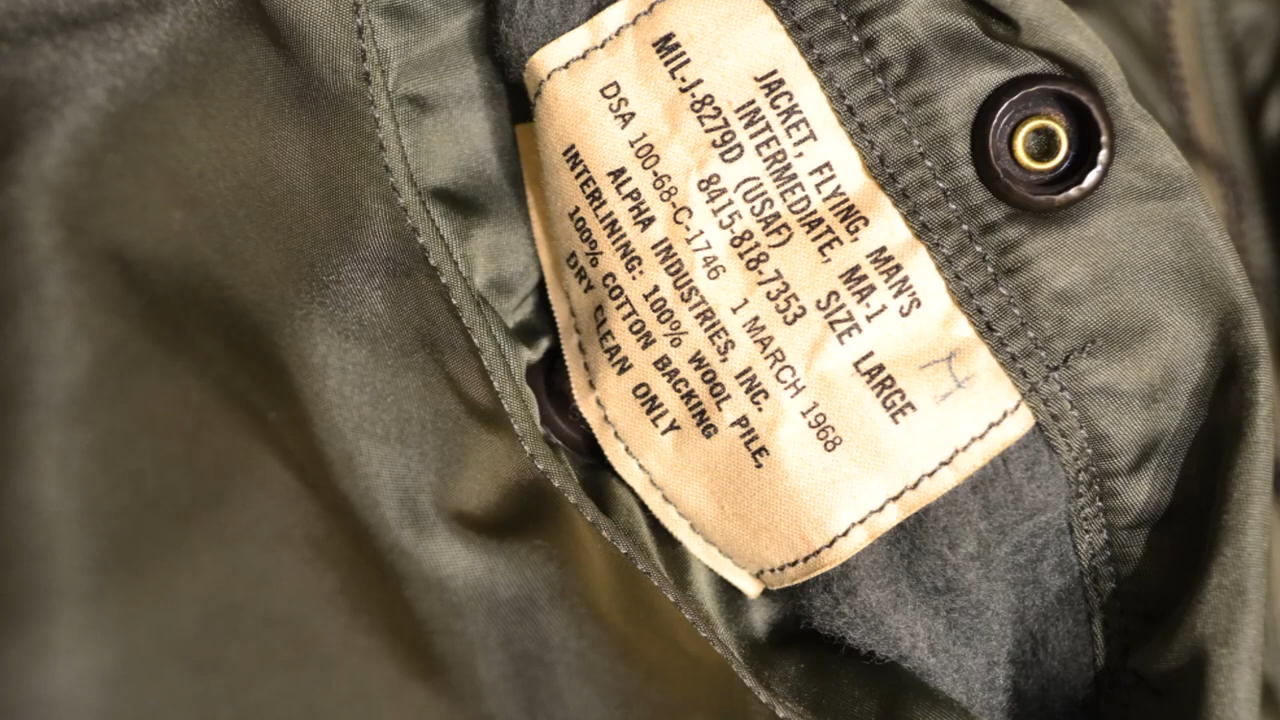 JACKET, FLYING, MAN'S
INTERMEDIATE, MA-1
MIL-J-8279D (USAF) SIZE LARGE
8415-818-7353
DSA 100-68-C-1746 1 MARCH 1968
ALPHA INDUSTRIES, INC.
INTERLINING: 100% WOOL PILE,
100% COTTON BACKING
DRY CLEAN ONLY